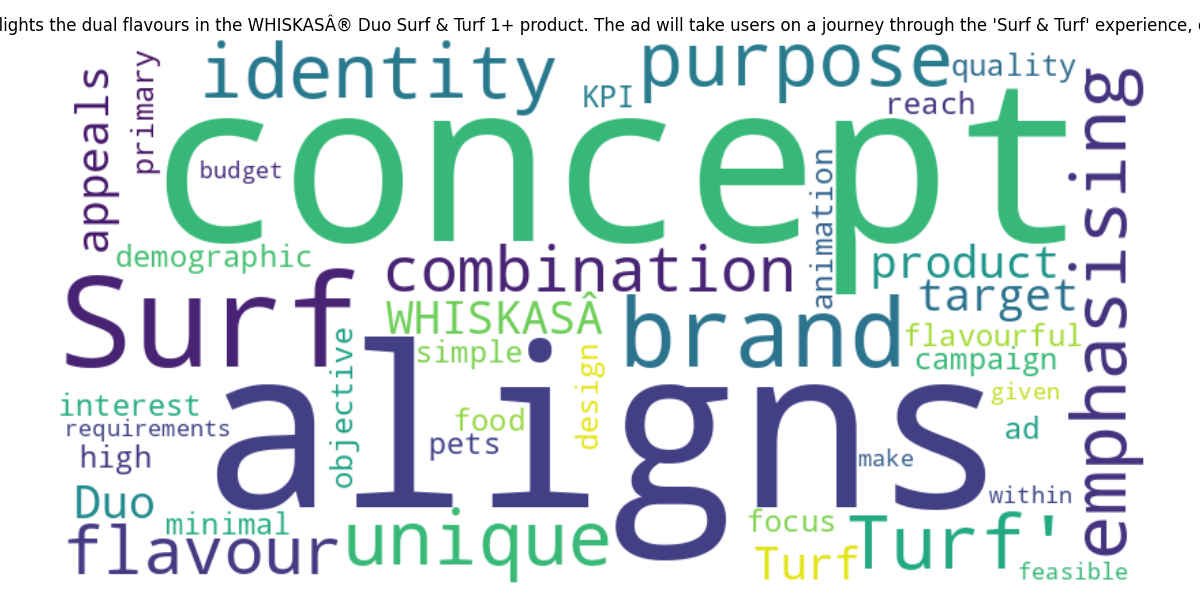 lights the dual flavours in the WHISKASÂ® Duo Surf & Turf 1+ product. The ad will take users on a journey through the 'Surf & Turf' experience,
identity
purpose
quality
KPI
reach
appeals
primary
concept
budget
animation
emphasising
demographic
combination
product
target
Surf
WHISKASÂ
brand
flavourful
simple
campaign
objective
design
aligns
given
interest
requirements
food
pets
ad
high
make
within
Duo
minimal
focus
flavour
unique
Turf
Turf'
feasible